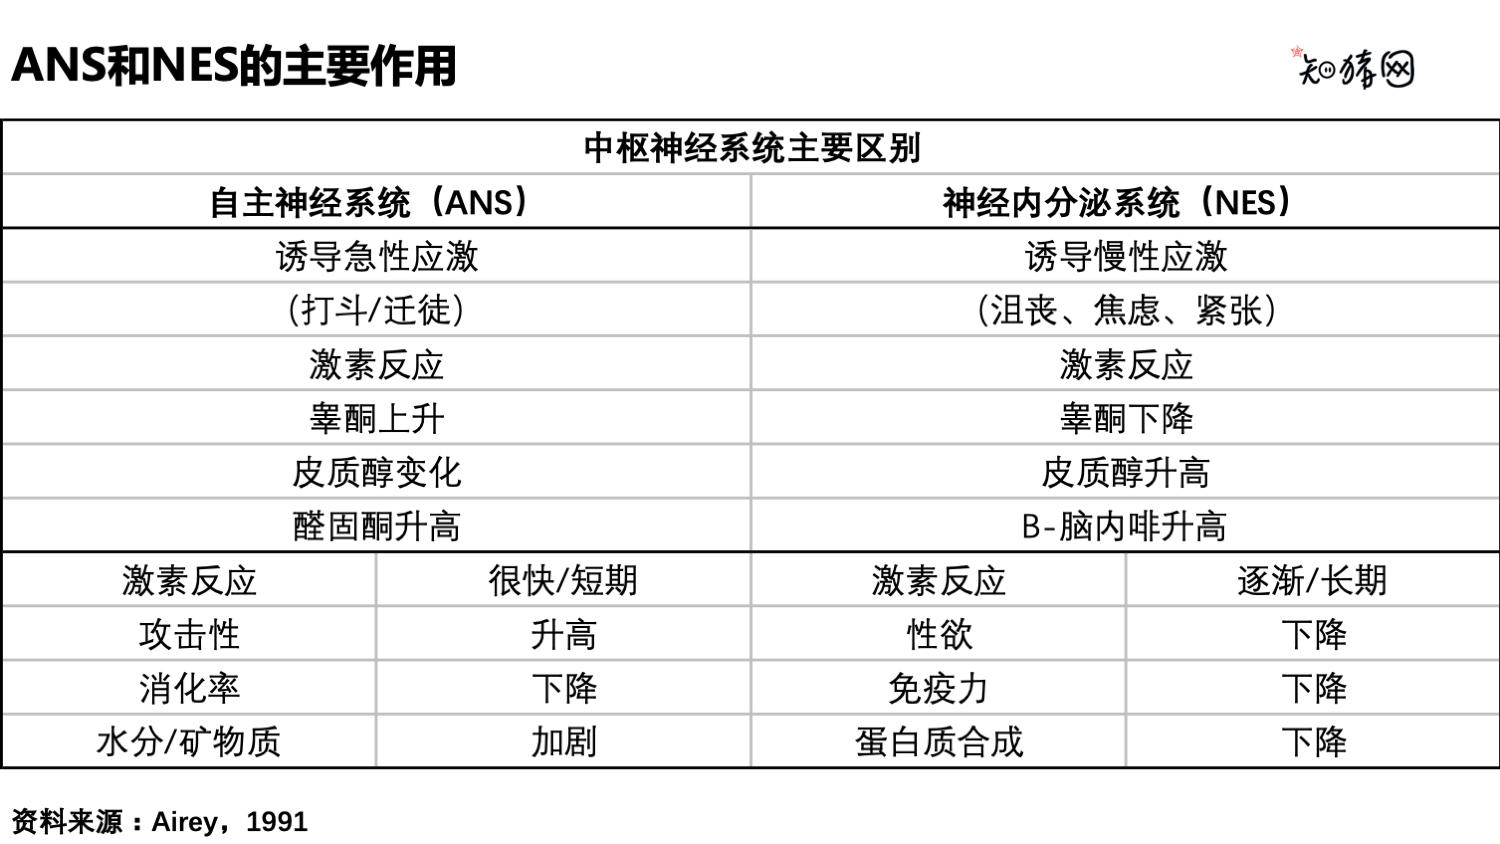 ANS和NES的主要作用
知猪网
中枢神经系统主要区别
自主神经系统（ANS） 神经内分泌系统（NES）
诱导急性应激 诱导慢性应激
（打斗/迁徒） （沮丧、焦虑、紧张）
激素反应 激素反应
睾酮上升 睾酮下降
皮质醇变化 皮质醇升高
醛固酮升高 B-脑内啡升高
激素反应 很快/短期 激素反应 逐渐/长期
攻击性 升高 性欲 下降
消化率 下降 免疫力 下降
水分/矿物质 加剧 蛋白质合成 下降
资料来源：Airey，1991